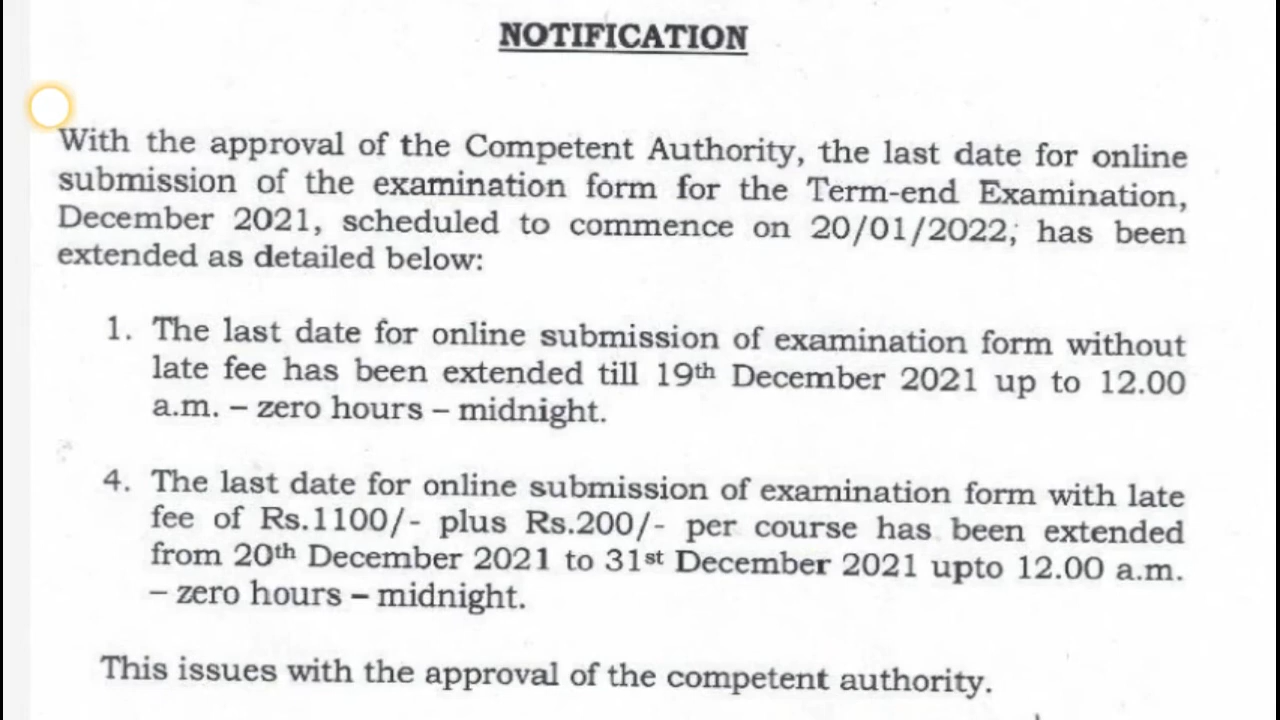 NOTIFICATION
With the approval of the Competent Authority, the last date for online
submission of the examination form for the Term-end Examination,
December 2021, scheduled to commence on 20/01/2022, has been
extended as detailed below:
1. The last date for online submission of examination form without
late fee has been extended till 19th December 2021 up to 12.00
a.m. – zero hours – midnight.
4. The last date for online submission of examination form with late
fee of Rs.1100/- plus Rs.200/- per course has been extended
from 20th December 2021 to 31st December 2021 upto 12.00 a.m.
– zero hours – midnight.
This issues with the approval of the competent authority.